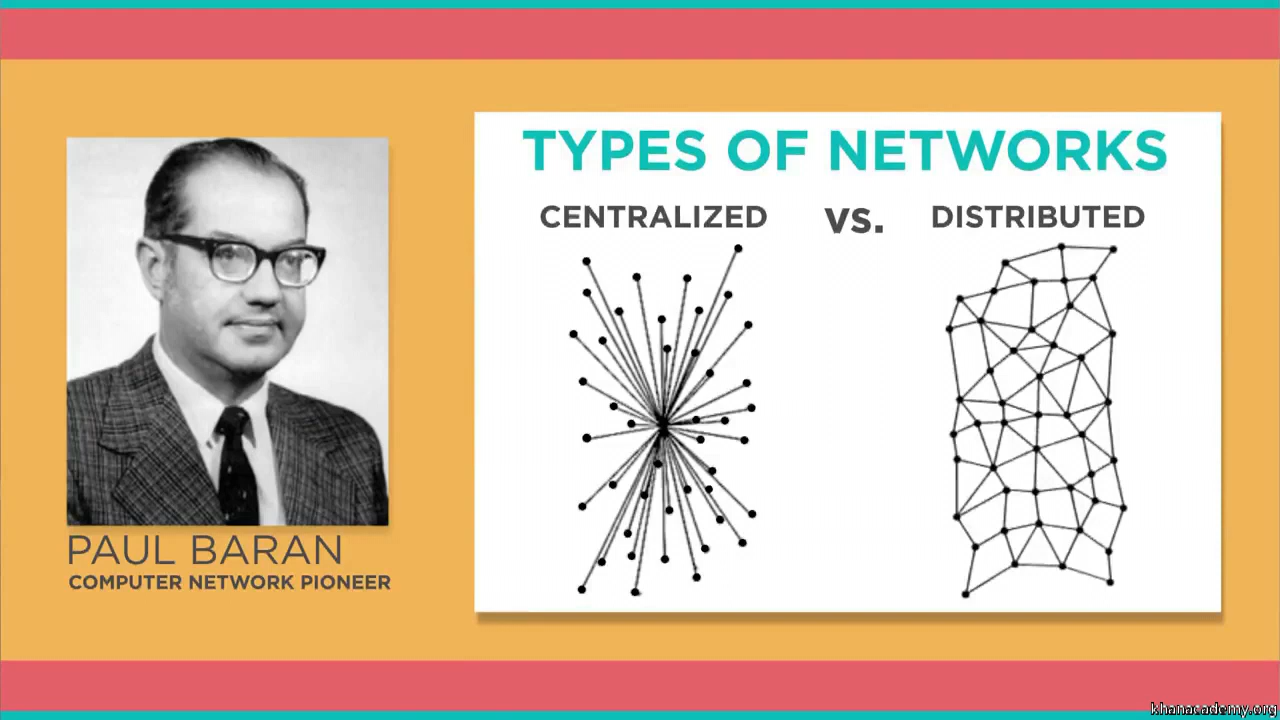 TYPES OF NETWORKS
CENTRALIZED VS. DISTRIBUTED
PAUL BARAN
COMPUTER NETWORK PIONEER
khanacademy.org